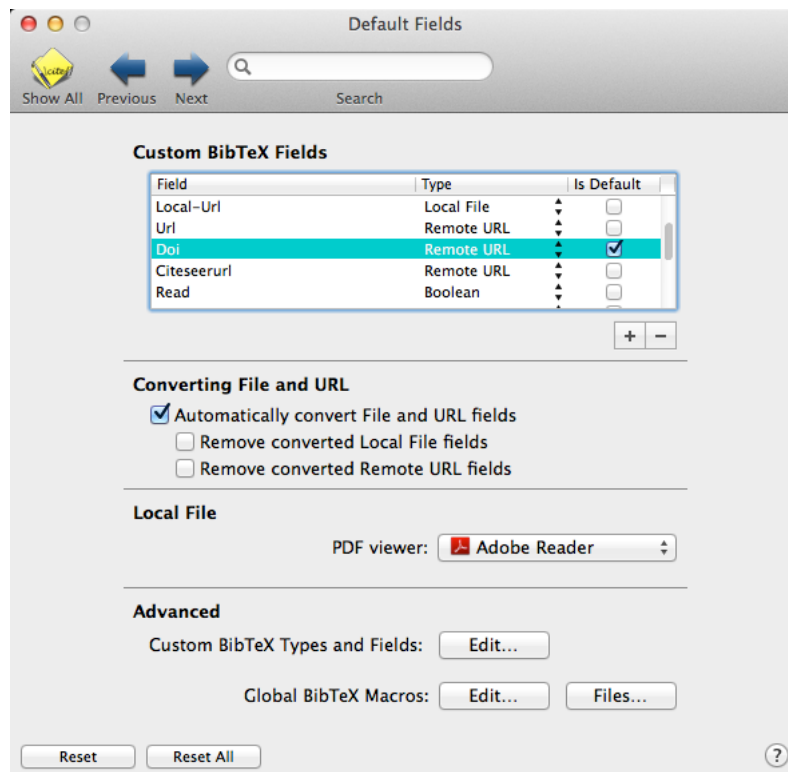 Default Fields
\cite{}
Show All Previous Next Search
Custom BibTeX Fields
Field Type Is Default
Local-Url Local File
Url Remote URL
Doi Remote URL
Citeseerurl Remote URL
Read Boolean
+ −
Converting File and URL
Automatically convert File and URL fields
Remove converted Local File fields
Remove converted Remote URL fields
Local File
PDF viewer: Adobe Reader
Advanced
Custom BibTeX Types and Fields: Edit...
Global BibTeX Macros: Edit... Files...
Reset Reset All ?